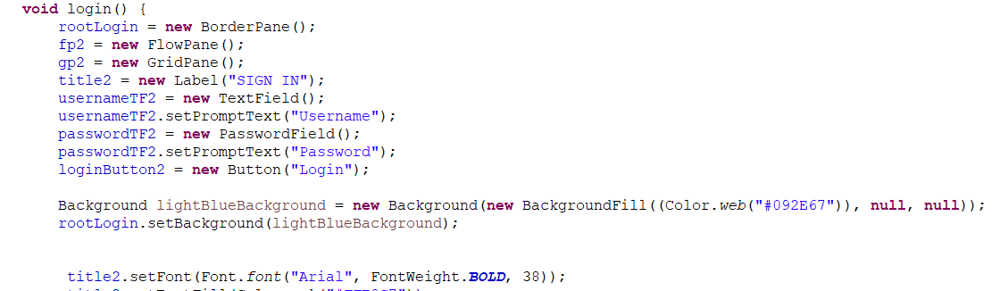 void login() {
rootLogin = new BorderPane();
fp2 = new FlowPane();
gp2 = new GridPane();
title2 = new Label("SIGN IN");
usernameTF2 = new TextField();
usernameTF2.setPromptText("Username");
passwordTF2 = new PasswordField();
passwordTF2.setPromptText("Password");
loginButton2 = new Button("Login");
Background lightBlueBackground = new Background(new BackgroundFill((Color.web("#092E67")), null, null));
rootLogin.setBackground(lightBlueBackground);
title2.setFont(Font.font("Arial", FontWeight.BOLD, 38));